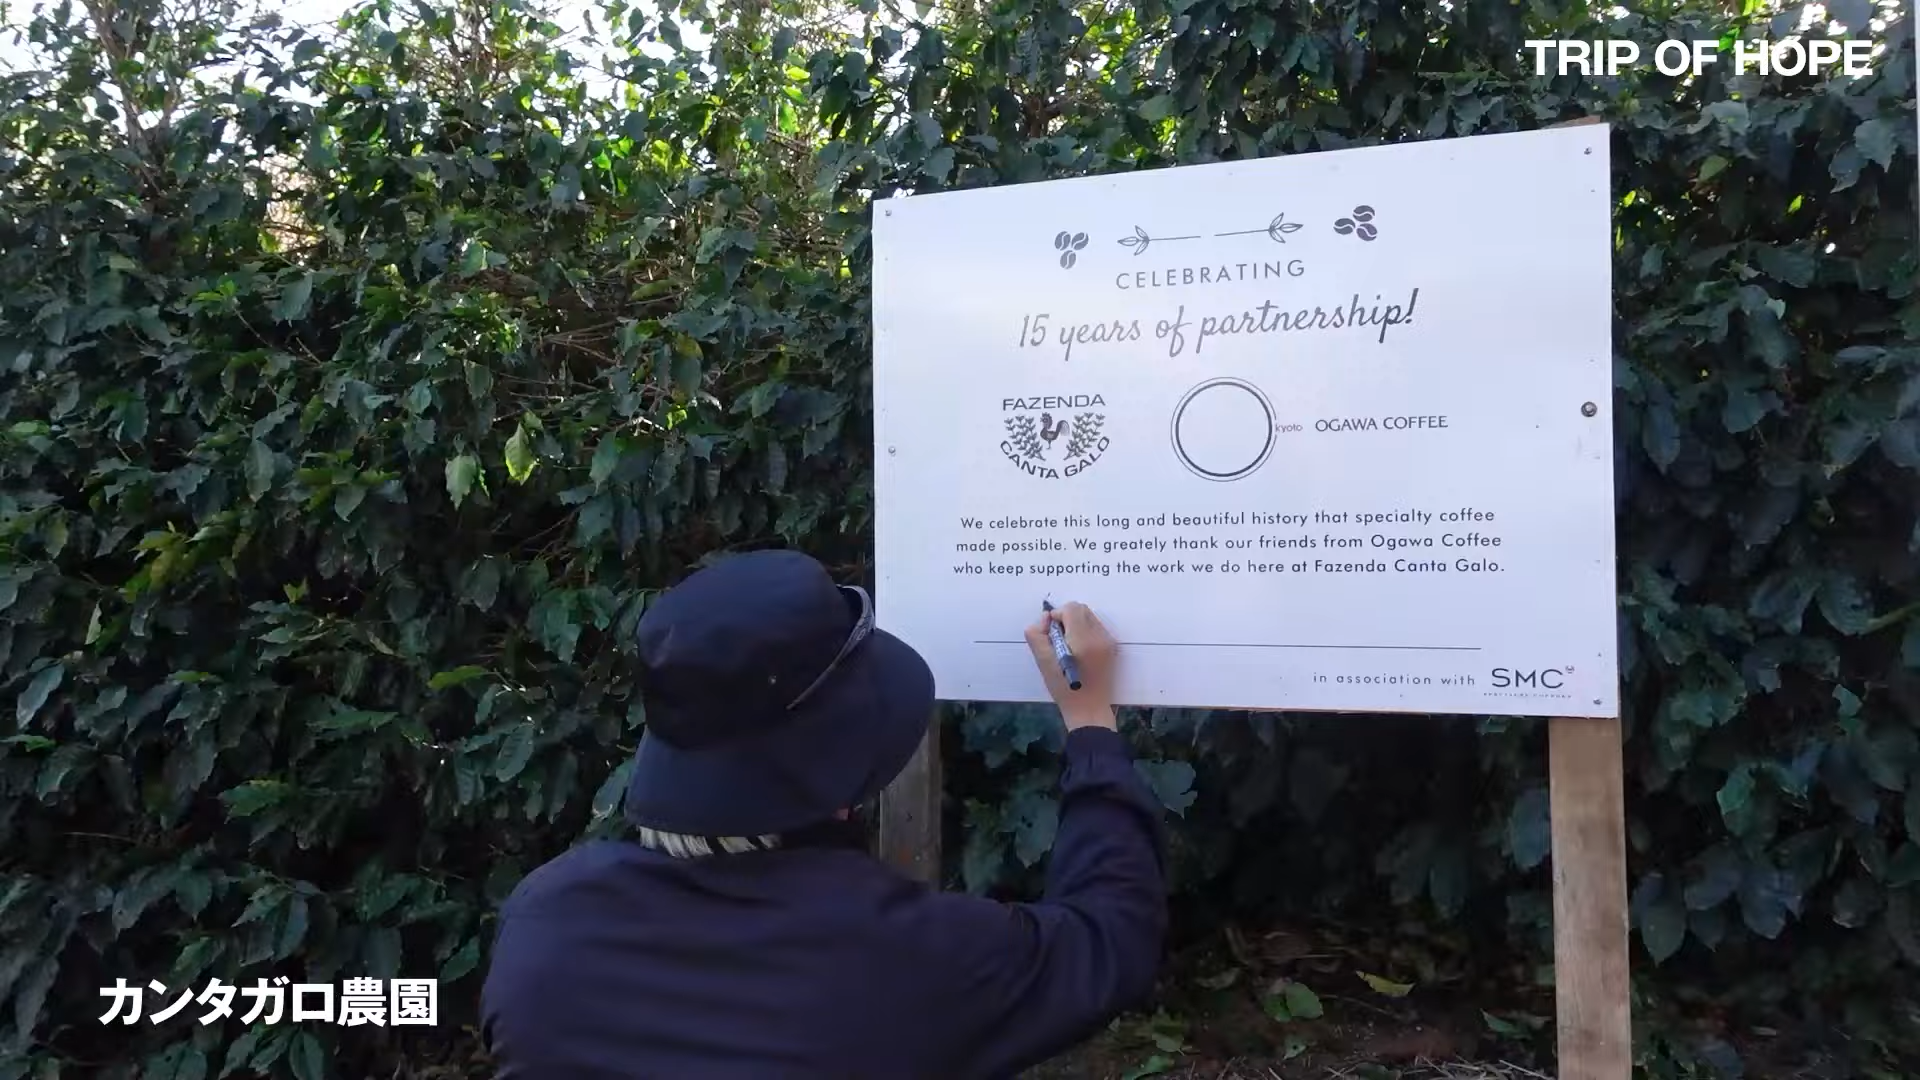 TRIP OF HOPE
CELEBRATING
15 years of partnership!
FAZENDA
CANTA GALO
kyoto OGAWA COFFEE
We celebrate this long and beautiful history that specialty coffee
made possible. We greately thank our friends from Ogawa Coffee
who keep supporting the work we do here at Fazenda Canta Galo.
in association with SMC
カンタガロ農園